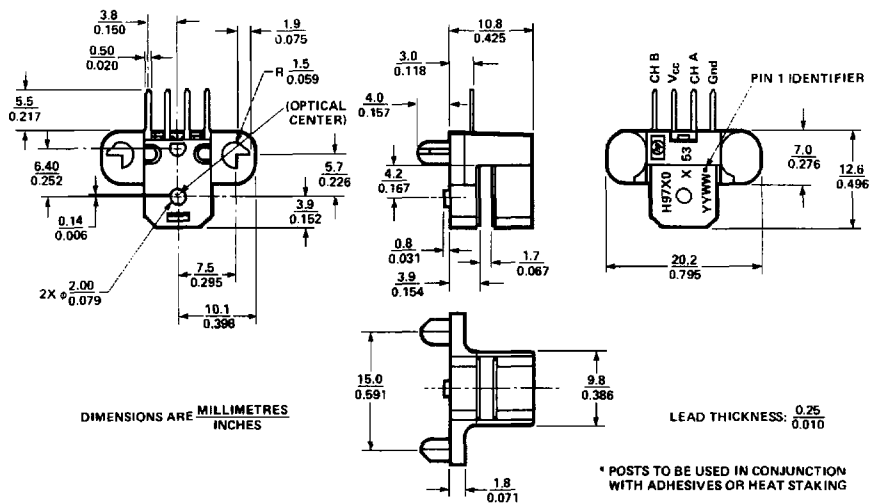 3.8
0.150
0.50
0.020
5.5
0.217
6.40
0.252
0.14
0.006
2X ø 2.00
0.079
1.9
0.075
R 1.5
0.059
(OPTICAL
CENTER)
5.7
0.226
3.9
0.152
7.5
0.295
10.1
0.396
10.8
0.425
3.0
0.118
4.0
0.157
4.2
0.167
0.8
0.031
3.9
0.154
1.7
0.067
CH B
VCC
CH A
Gnd
PIN 1 IDENTIFIER
hp
H97X0
X
53
YYWW
7.0
0.276
12.6
0.496
20.2
0.795
15.0
0.591
9.8
0.386
1.8
0.071
DIMENSIONS ARE MILLIMETRES
INCHES
LEAD THICKNESS: 0.25
0.010
* POSTS TO BE USED IN CONJUNCTION
WITH ADHESIVES OR HEAT STAKING